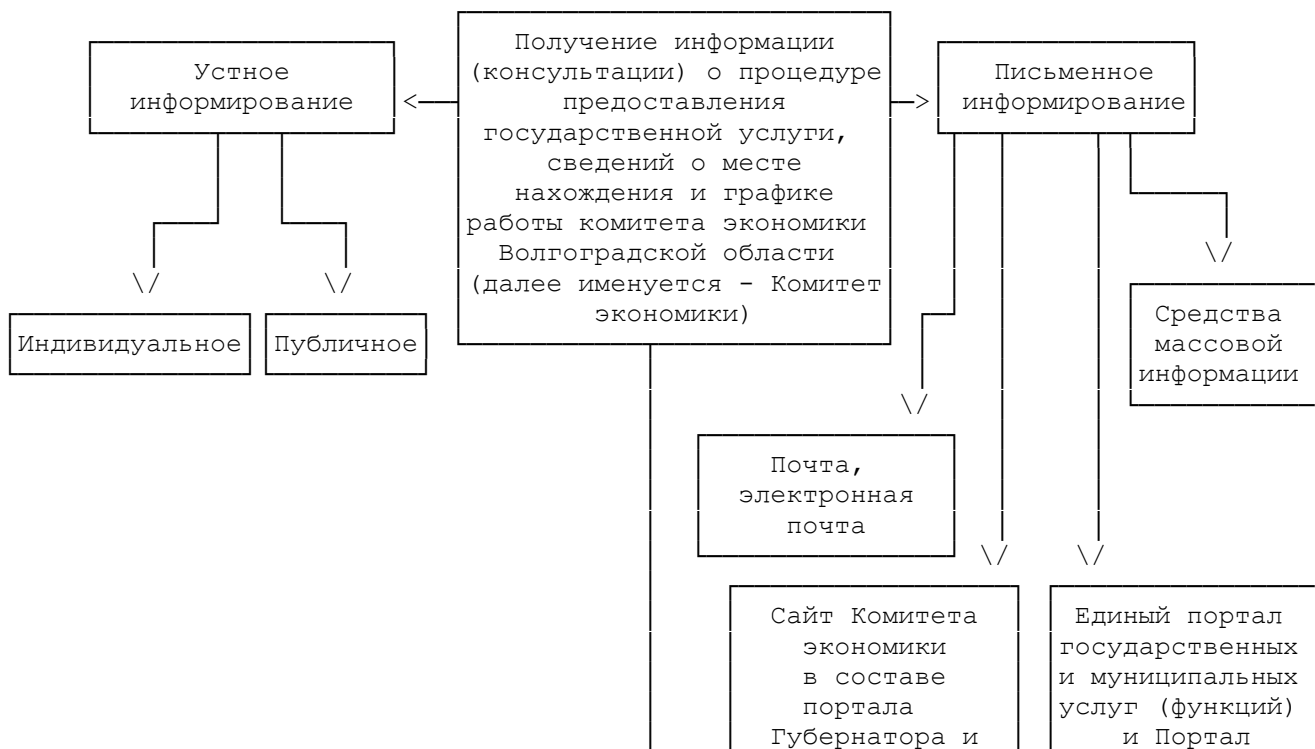 Получение информации
(консультации) о процедуре
предоставления
государственной услуги,
сведений о месте
нахождения и графике
работы комитета экономики
Волгоградской области
(далее именуется - Комитет
экономики)
Устное
информирование
Письменное
информирование
Индивидуальное
Публичное
Средства
массовой
информации
Почта,
электронная
почта
Сайт Комитета
экономики
в составе
портала
Губернатора и
Единый портал
государственных
и муниципальных
услуг (функций)
и Портал